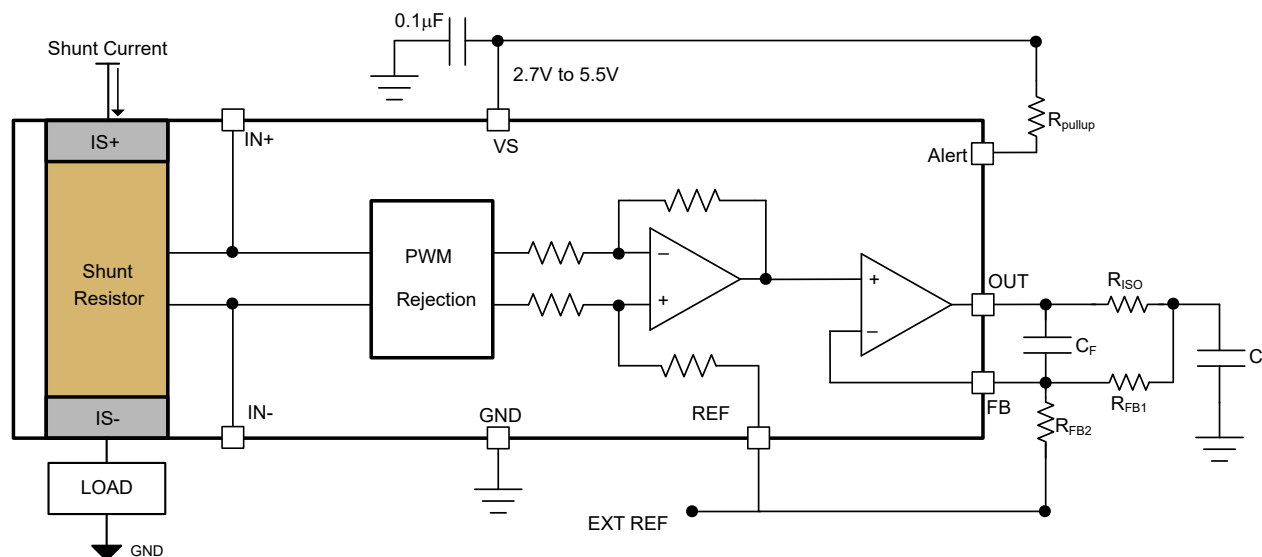 0.1μF
Shunt Current
2.7V to 5.5V
IS+
IN+
VS
Rpullup
Alert
PWM
Rejection
−
+
Shunt
Resistor
+
−
OUT
RISO
CF
C
FB
RFB1
RFB2
IS-
IN-
GND
REF
LOAD
EXT REF
GND